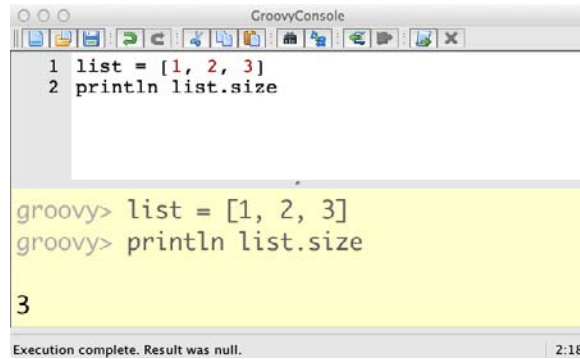 GroovyConsole
1 list = [1, 2, 3]
2 println list.size
groovy> list = [1, 2, 3]
groovy> println list.size
3
Execution complete. Result was null.
2:18